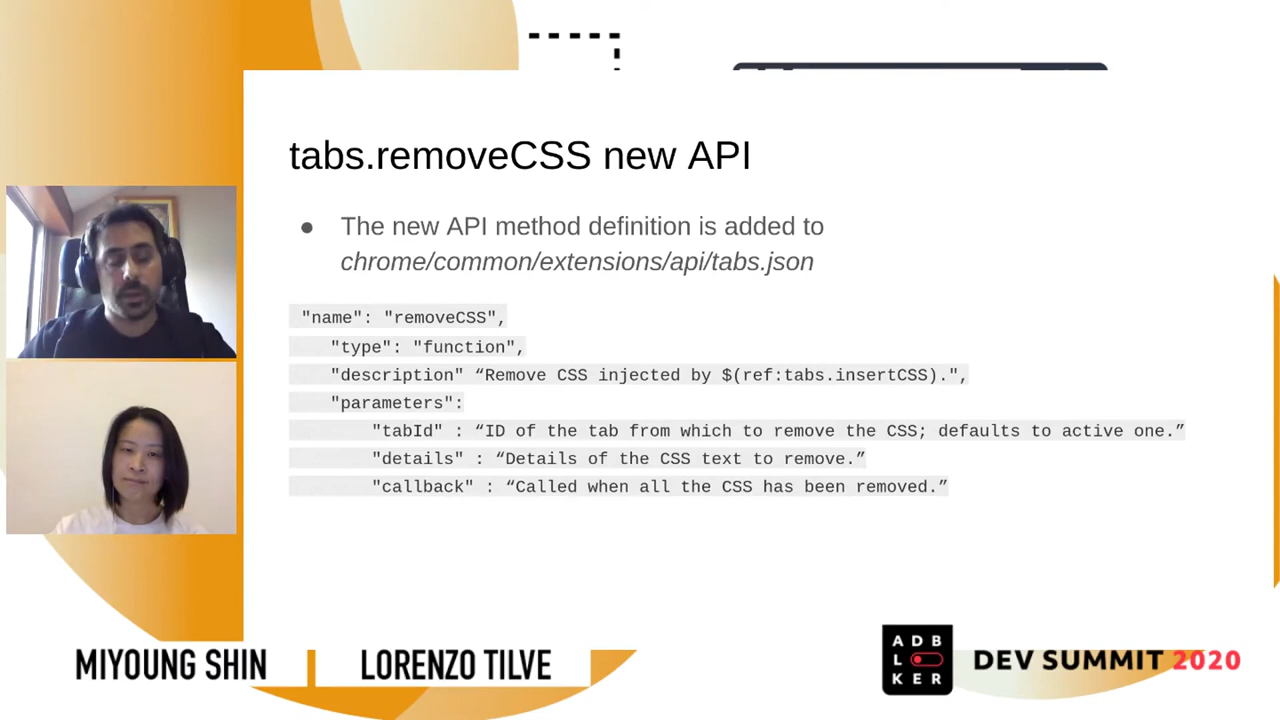 tabs.removeCSS new API
● The new API method definition is added to
chrome/common/extensions/api/tabs.json
"name": "removeCSS",
"type": "function",
"description" “Remove CSS injected by $(ref:tabs.insertCSS).",
"parameters":
"tabId" : “ID of the tab from which to remove the CSS; defaults to active one.”
"details" : “Details of the CSS text to remove.”
"callback" : “Called when all the CSS has been removed.”
MIYOUNG SHIN
LORENZO TILVE
ADB
L
KER
DEV SUMMIT 2020